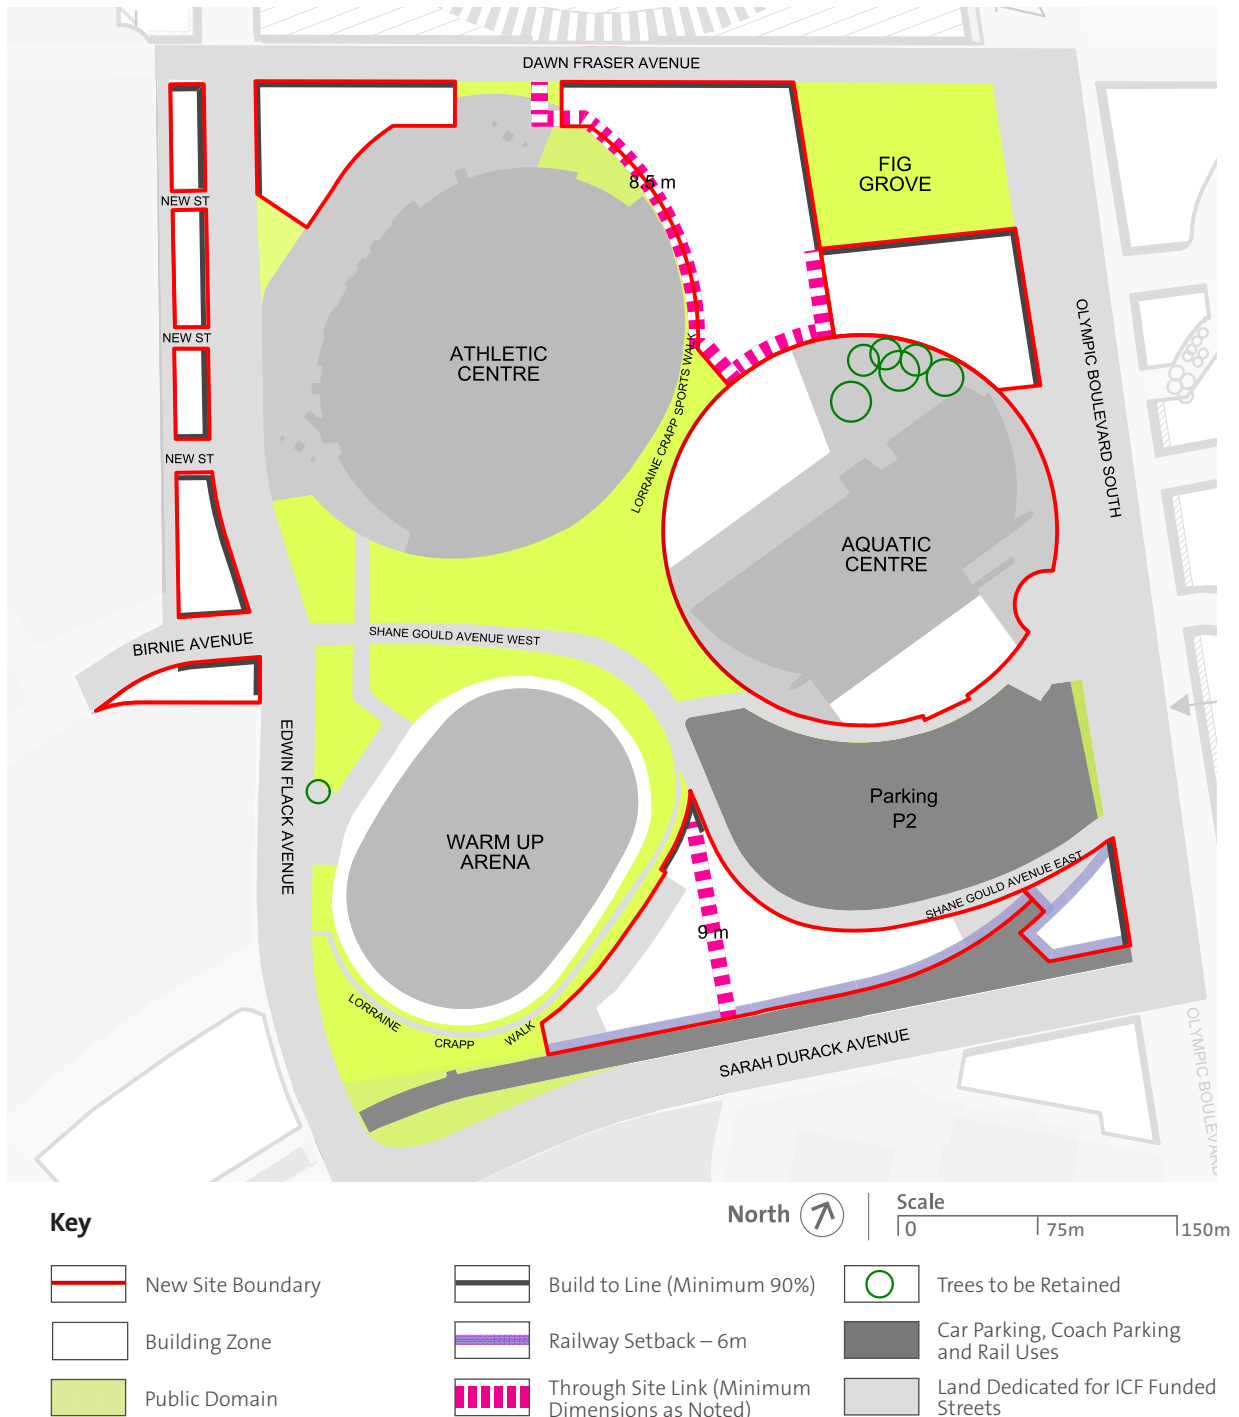 DAWN FRASER AVENUE
FIG
GROVE
8.5 m
NEW ST
NEW ST
NEW ST
ATHLETIC
CENTRE
LORRAINE CRAPP SPORTS WALK
OLYMPIC BOULEVARD SOUTH
AQUATIC
CENTRE
BIRNIE AVENUE
SHANE GOULD AVENUE WEST
EDWIN FLACK AVENUE
WARM UP
ARENA
Parking
P2
SHANE GOULD AVENUE EAST
9 m
LORRAINE
CRAPP
WALK
SARAH DURACK AVENUE
Key
North
Scale
0
75m
150m
New Site Boundary
Building Zone
Public Domain
Build to Line (Minimum 90%)
Railway Setback – 6m
Through Site Link (Minimum
Dimensions as Noted)
Trees to be Retained
Car Parking, Coach Parking
and Rail Uses
Land Dedicated for ICF Funded
Streets